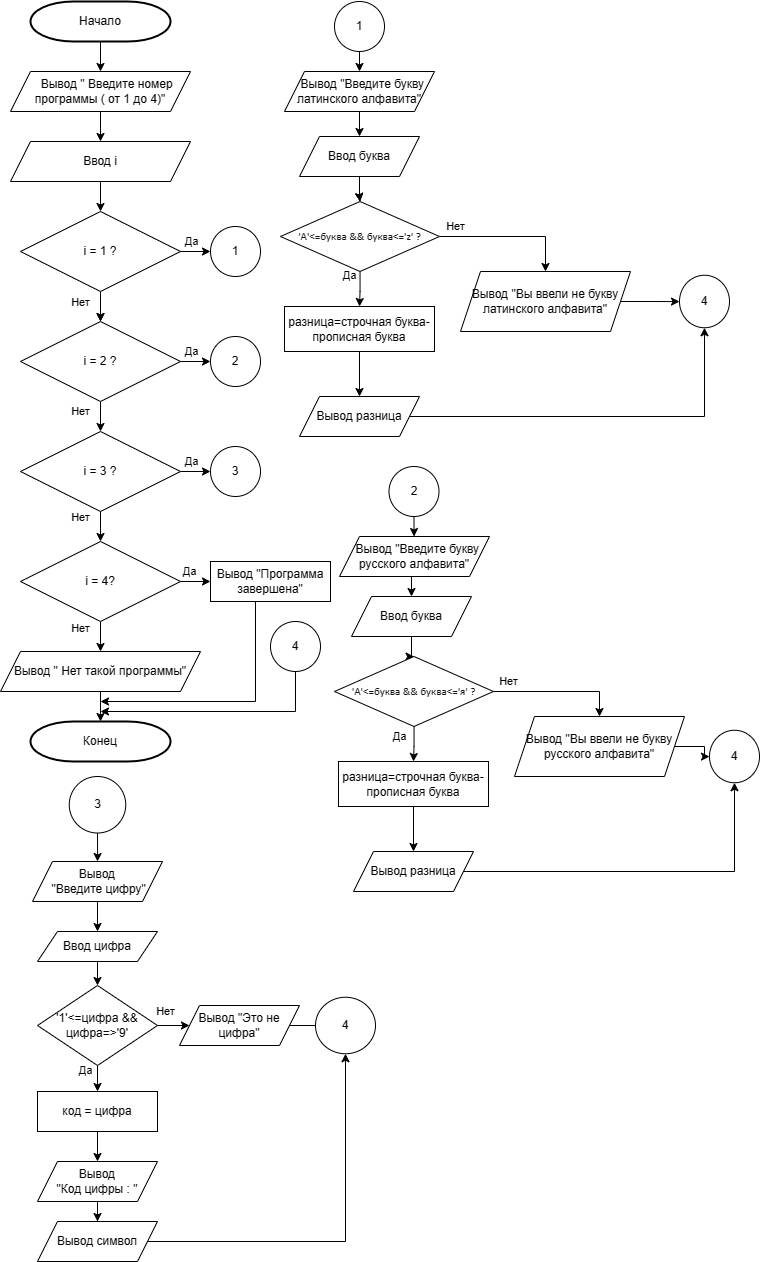 Начало
Вывод " Введите номер
программы ( от 1 до 4)"
Ввод i
i = 1 ?
Да
1
Нет
i = 2 ?
Да
2
Нет
i = 3 ?
Да
3
Нет
i = 4?
Да
Вывод "Программа
завершена"
Нет
4
Вывод " Нет такой программы"
Конец
1
Вывод "Введите букву
латинского алфавита"
Ввод буква
'A'<=буква && буква<='z' ?
Нет
Да
Вывод "Вы ввели не букву
латинского алфавита"
4
разница=строчная буква-
прописная буква
Вывод разница
2
Вывод "Введите букву
русского алфавита"
Ввод буква
'А'<=буква && буква<='я' ?
Нет
Да
Вывод "Вы ввели не букву
русского алфавита"
4
разница=строчная буква-
прописная буква
Вывод разница
3
Вывод
"Введите цифру"
Ввод цифра
'1'<=цифра &&
цифра=>'9'
Нет
Вывод "Это не
цифра"
4
Да
код = цифра
Вывод
"Код цифры : "
Вывод символ